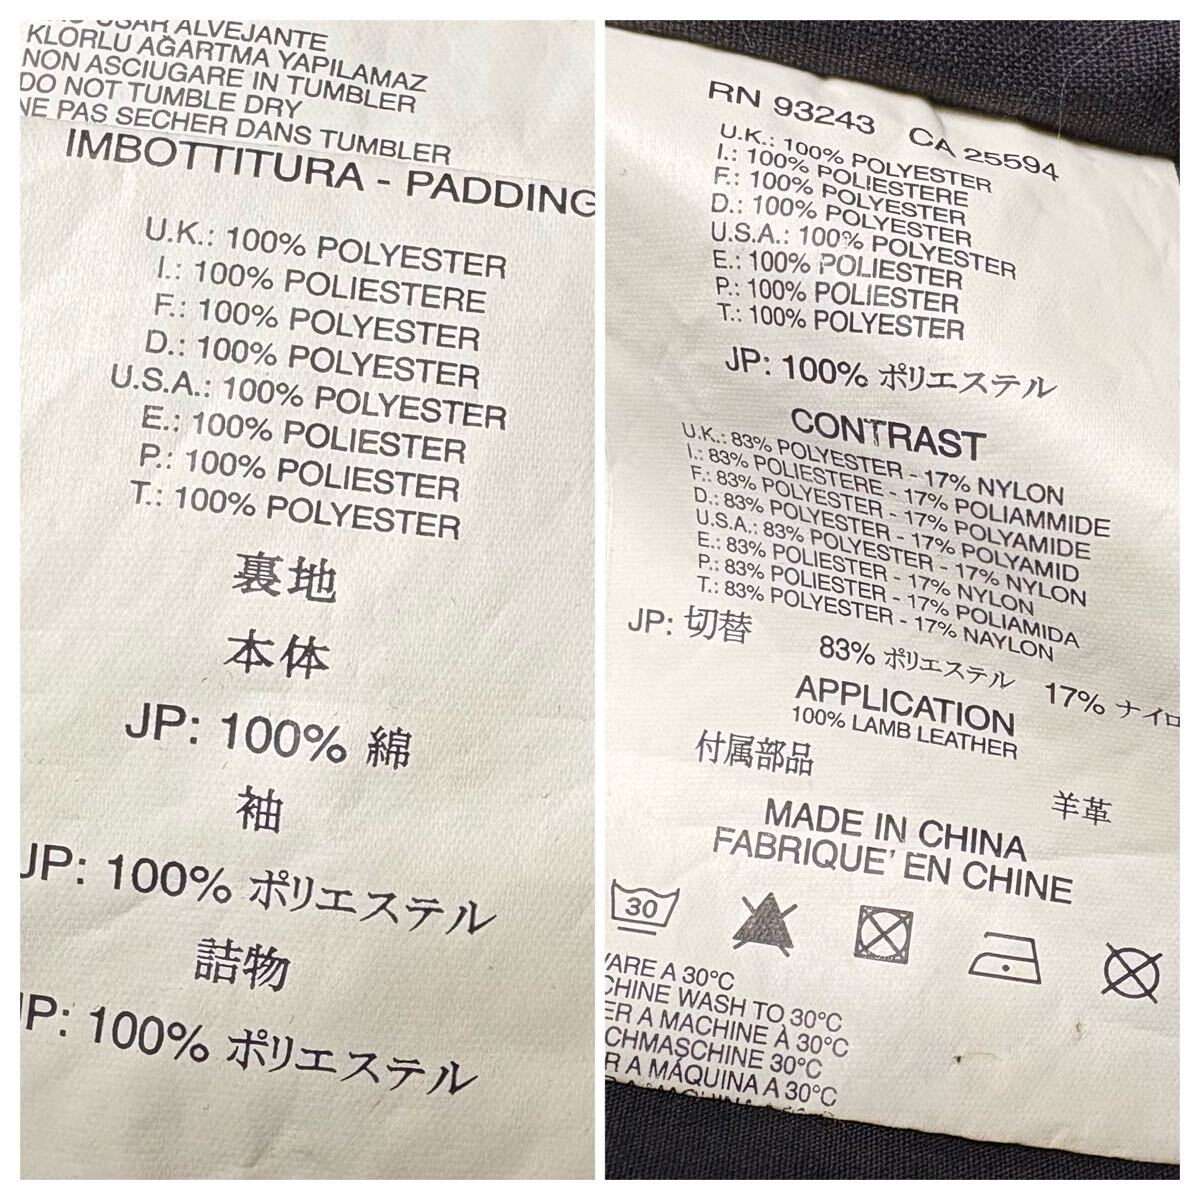 USAR ALVEJANTE
KLORLU AĞARTMA YAPILAMAZ
NON ASCIUGARE IN TUMBLER
DO NOT TUMBLE DRY
NE PAS SECHER DANS TUMBLER
IMBOTTITURA - PADDING
U.K.: 100% POLYESTER
I.: 100% POLIESTERE
F.: 100% POLYESTER
D.: 100% POLYESTER
U.S.A.: 100% POLYESTER
E.: 100% POLIESTER
P.: 100% POLIESTER
T.: 100% POLYESTER
裏地
本体
JP: 100% 綿
袖
JP: 100% ポリエステル
詰物
JP: 100% ポリエステル
RN 93243 CA 25594
U.K.: 100% POLYESTER
I.: 100% POLIESTERE
F.: 100% POLYESTER
D.: 100% POLYESTER
U.S.A.: 100% POLYESTER
E.: 100% POLIESTER
P.: 100% POLIESTER
T.: 100% POLYESTER
JP: 100% ポリエステル
CONTRAST
U.K.: 83% POLYESTER - 17% NYLON
I.: 83% POLIESTERE - 17% POLIAMMIDE
F.: 83% POLYESTER - 17% POLYAMIDE
D.: 83% POLYESTER - 17% POLYAMID
U.S.A.: 83% POLYESTER - 17% NYLON
E.: 83% POLIESTER - 17% NYLON
P.: 83% POLIESTER - 17% POLIAMIDA
T.: 83% POLYESTER - 17% NAYLON
JP: 切替
83% ポリエステル 17% ナイロ
APPLICATION
100% LAMB LEATHER
付属部品 羊革
MADE IN CHINA
FABRIQUE' EN CHINE
30
VARE A 30°C
CHINE WASH TO 30°C
ER A MACHINE À 30°C
CHMASCHINE 30°C
R A MAQUINA A 30°C